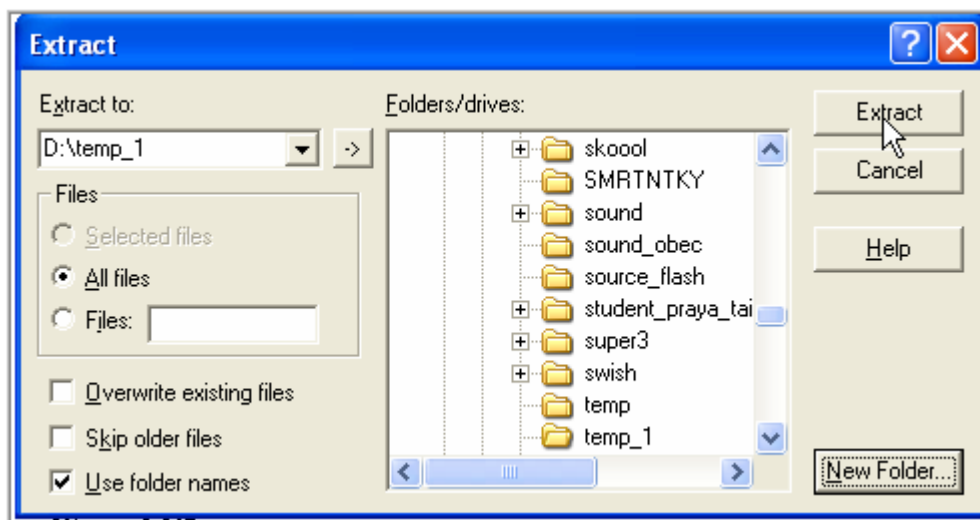 Extract
Extract to:
D:\temp_1
->
Files
Selected files
All files
Files:
Overwrite existing files
Skip older files
Use folder names
Folders/drives:
skoool
SMRTNTKY
sound
sound_obec
source_flash
student_praya_tai
super3
swish
temp
temp_1
Extract
Cancel
Help
New Folder...